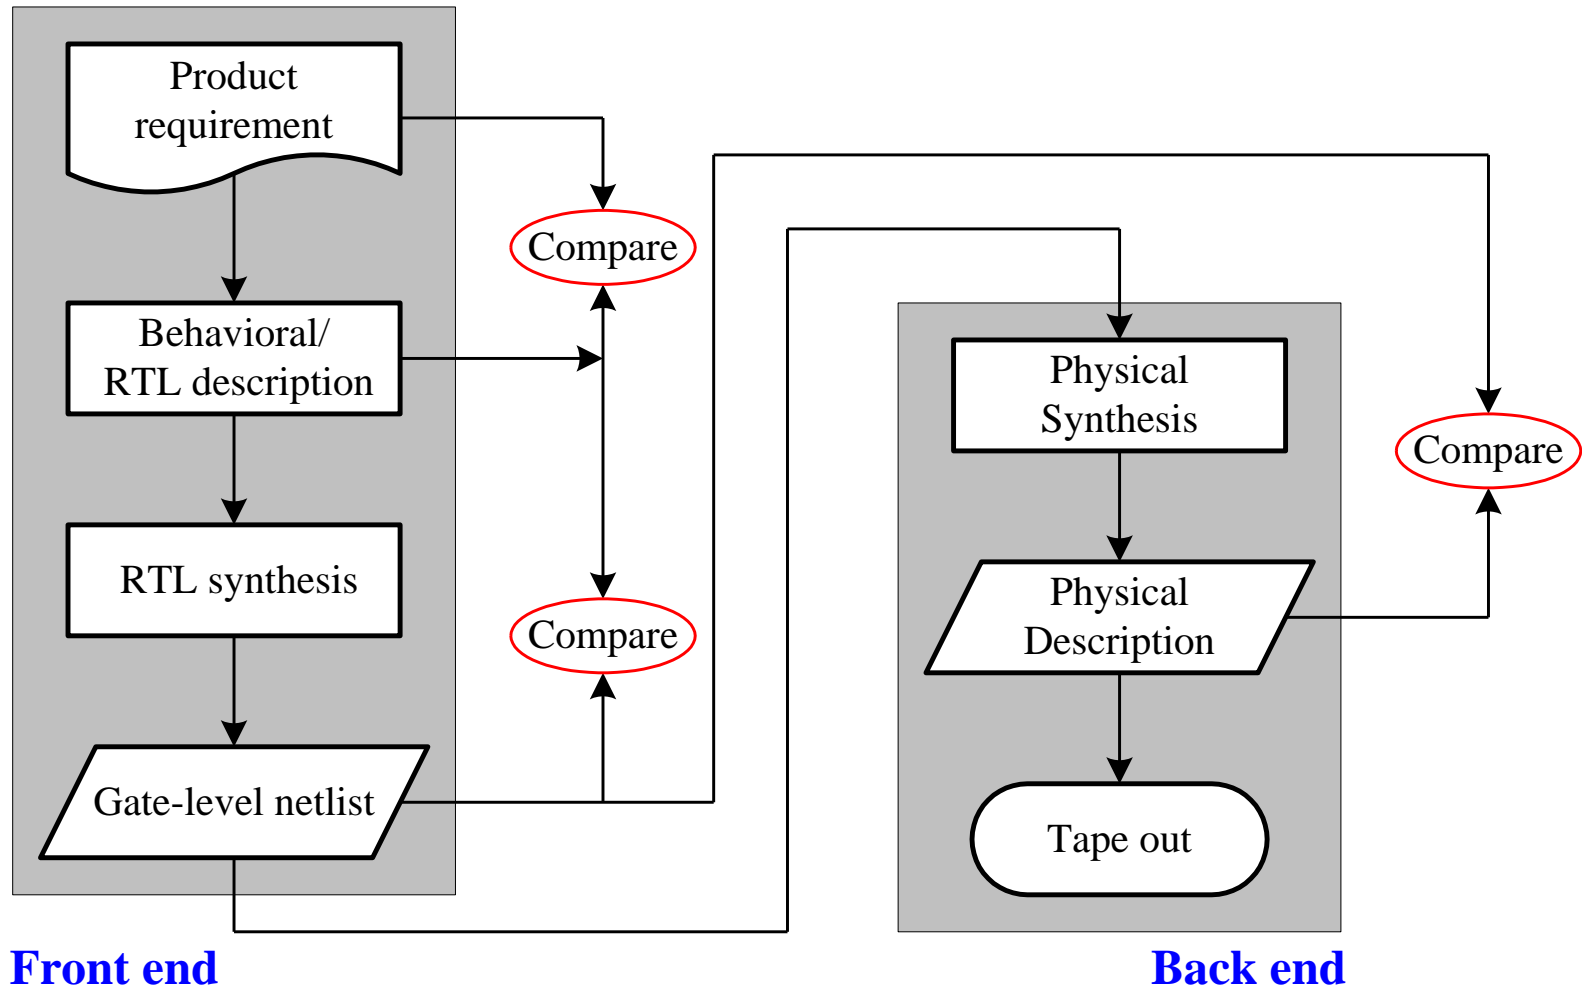 Product
requirement
Compare
Behavioral/
RTL description
RTL synthesis
Compare
Gate-level netlist
Front end
Physical
Synthesis
Compare
Physical
Description
Tape out
Back end